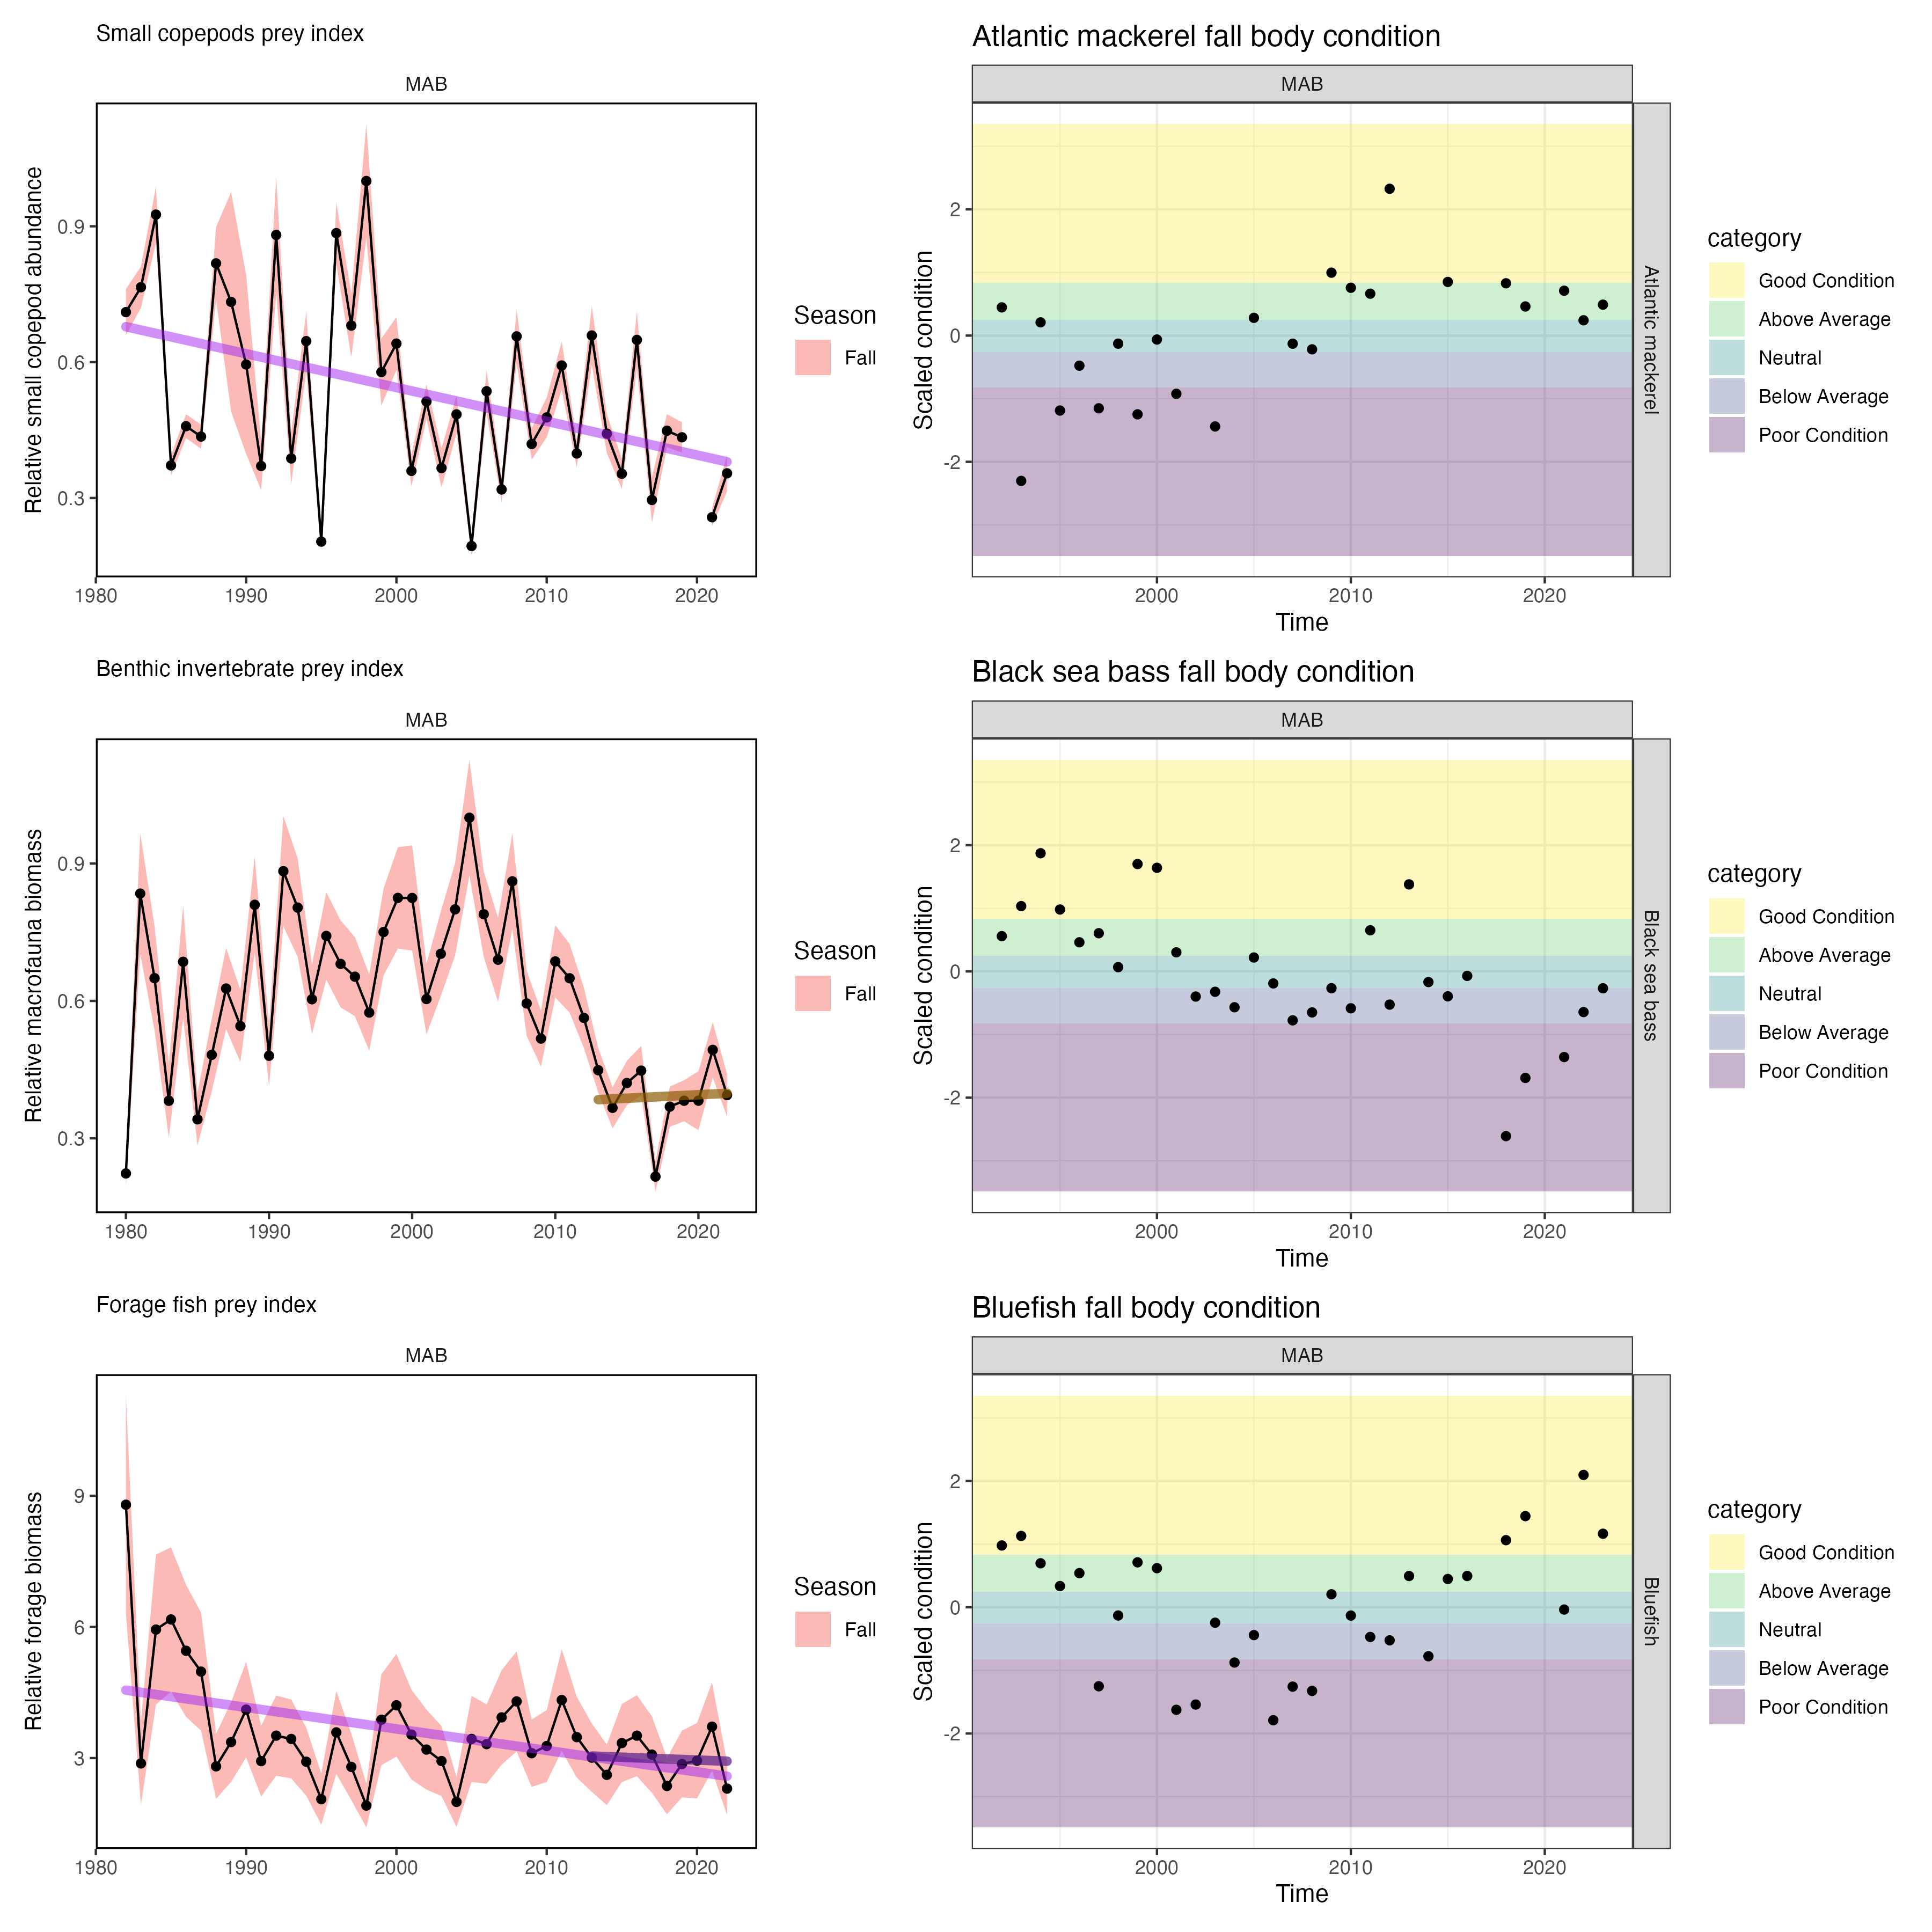 Small copepods prey index
MAB
Relative small copepod abundance
0.9
0.6
0.3
1980
1990
2000
2010
2020
Season
Fall
Atlantic mackerel fall body condition
MAB
Scaled condition
2
0
-2
Atlantic mackerel
2000
2010
2020
Time
category
Good Condition
Above Average
Neutral
Below Average
Poor Condition
Benthic invertebrate prey index
MAB
Relative macrofauna biomass
0.9
0.6
0.3
1980
1990
2000
2010
2020
Season
Fall
Black sea bass fall body condition
MAB
Scaled condition
2
0
-2
Black sea bass
2000
2010
2020
Time
category
Good Condition
Above Average
Neutral
Below Average
Poor Condition
Forage fish prey index
MAB
Relative forage biomass
9
6
3
1980
1990
2000
2010
2020
Season
Fall
Bluefish fall body condition
MAB
Scaled condition
2
0
-2
Bluefish
2000
2010
2020
Time
category
Good Condition
Above Average
Neutral
Below Average
Poor Condition